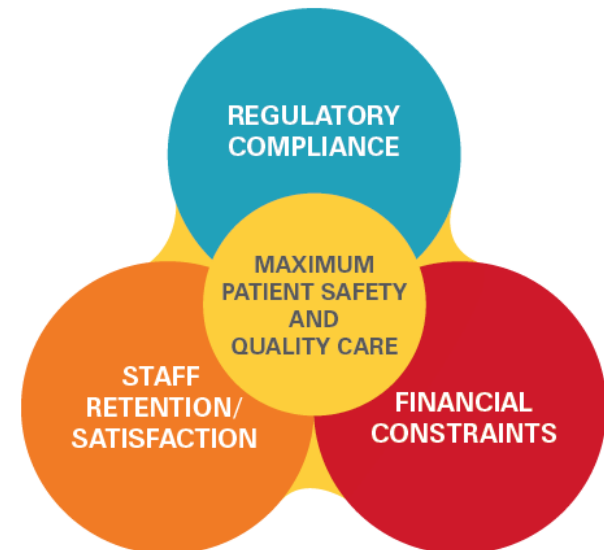 REGULATORY
COMPLIANCE
MAXIMUM
PATIENT SAFETY
AND
QUALITY CARE
STAFF
RETENTION/
SATISFACTION
FINANCIAL
CONSTRAINTS